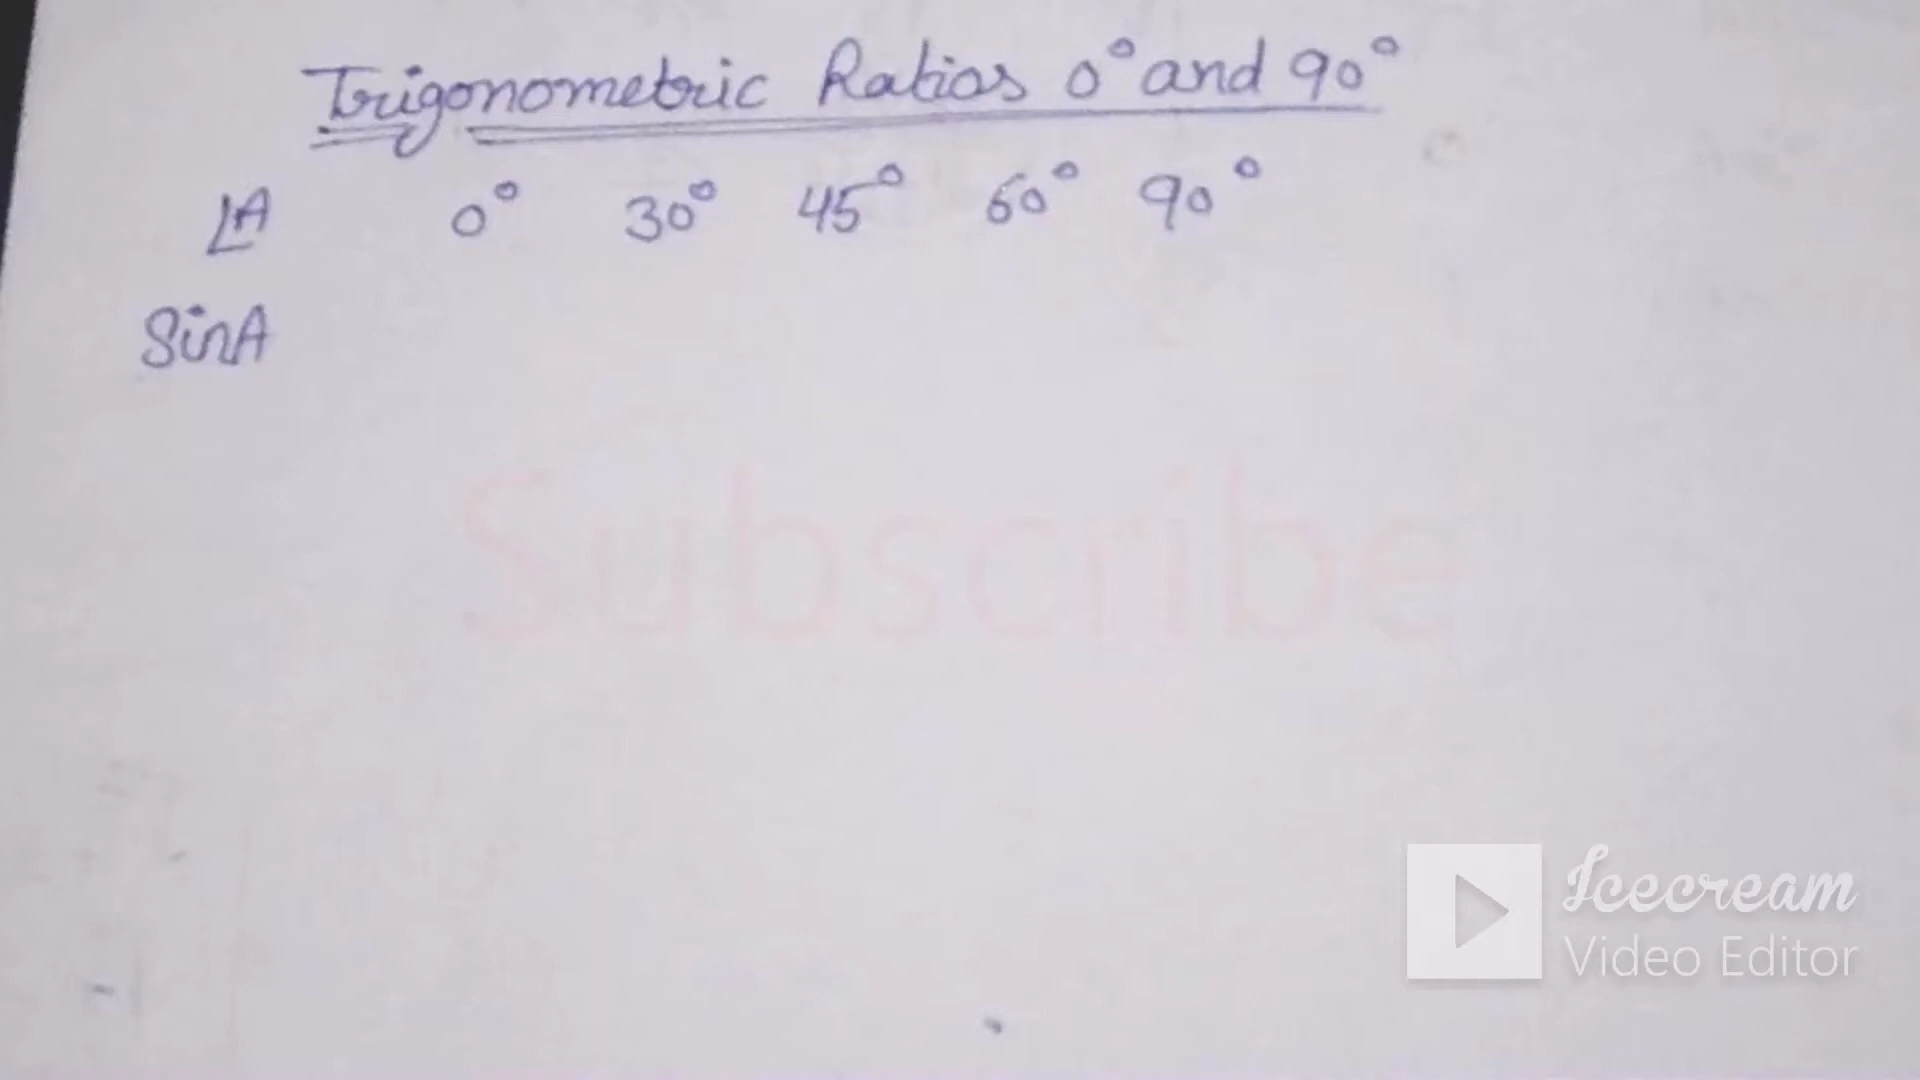 Trigonometric Ratios 0° and 90°
∠A 0° 30° 45° 60° 90°
SinA
Subscribe
Icecream
Video Editor